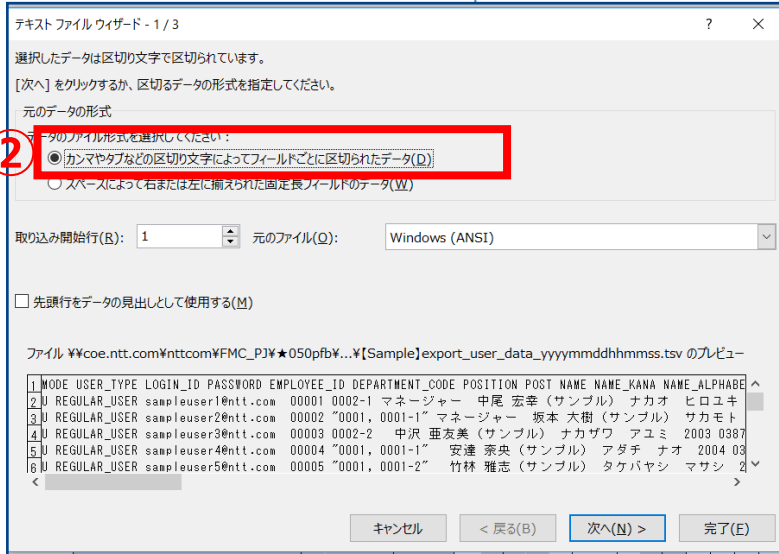 テキスト ファイル ウィザード - 1 / 3 ? ×
選択したデータは区切り文字で区切られています。
[次へ] をクリックするか、区切るデータの形式を指定してください。
元のデータの形式
データのファイル形式を選択してください：
②
カンマやタブなどの区切り文字によってフィールドごとに区切られたデータ(D)
スペースによって右または左に揃えられた固定長フィールドのデータ(W)
取り込み開始行(R): 1 元のファイル(O): Windows (ANSI)
先頭行をデータの見出しとして使用する(M)
ファイル ¥¥coe.ntt.com¥nttcom¥FMC_PJ¥★050pfb¥...¥【Sample】export_user_data_yyyymmddhhmmss.tsv のプレビュー
1 MODE USER_TYPE LOGIN_ID PASSWORD EMPLOYEE_ID DEPARTMENT_CODE POSITION POST NAME NAME_KANA NAME_ALPHABE
2 U REGULAR_USER sampleuser1@ntt.com 00001 0002-1 マネージャー 中尾 宏幸（サンプル） ナカオ ヒロユキ
3 U REGULAR_USER sampleuser2@ntt.com 00002 "0001, 0001-1" マネージャー 坂本 大樹（サンプル） サカモト
4 U REGULAR_USER sampleuser3@ntt.com 00003 0002-2 中沢 亜友美（サンプル） ナカザワ アユミ 2003 0387
5 U REGULAR_USER sampleuser4@ntt.com 00004 "0001, 0001-1" 安達 奈央（サンプル） アダチ ナオ 2004 03
6 U REGULAR_USER sampleuser5@ntt.com 00005 "0001, 0001-2" 竹林 雅志（サンプル） タケバヤシ マサシ 2
キャンセル < 戻る(B) 次へ(N) > 完了(F)